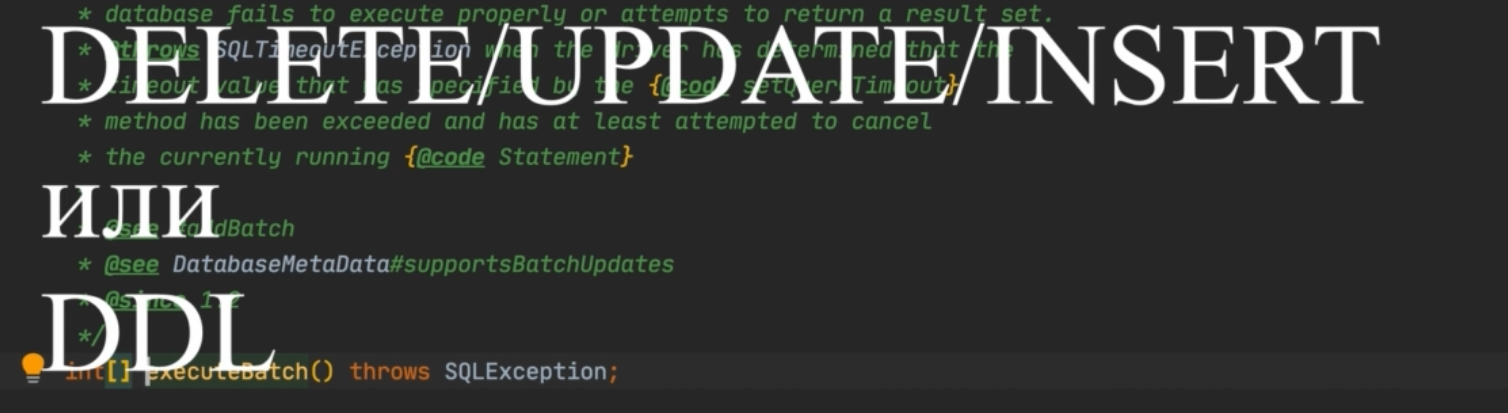 * database fails to execute properly or attempts to return a result set.
DELETE/UPDATE/INSERT
* @throws SQLTimeoutException when the driver has determined that the
* timeout value that was specified by the {@code setQueryTimeout}
* method has been exceeded and has at least attempted to cancel
* the currently running {@code Statement}
или
* @see #addBatch
* @see DatabaseMetaData#supportsBatchUpdates
* @since 1.2
DDL
*/
int[] executeBatch() throws SQLException;